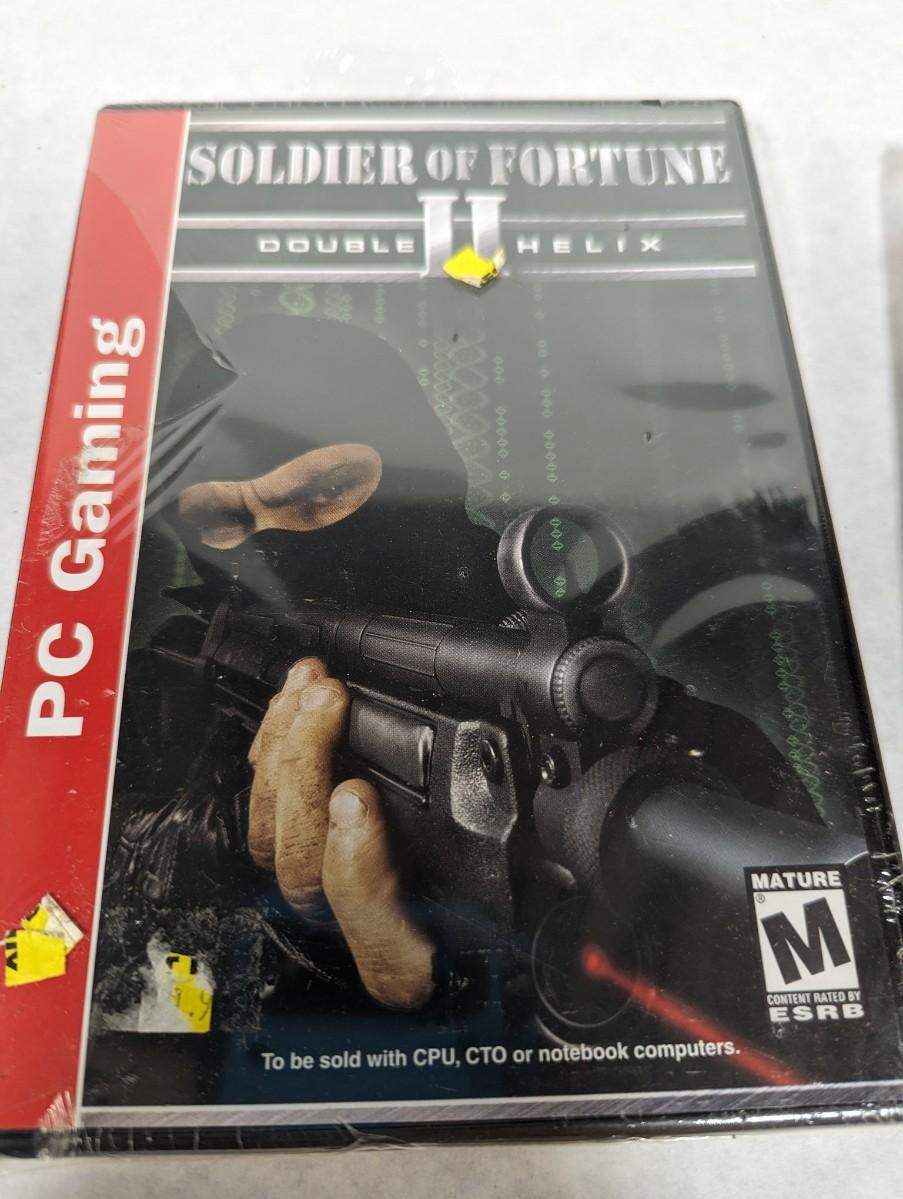 SOLDIER OF FORTUNE
II
DOUBLE HELIX
PC Gaming
MATURE
M
®
CONTENT RATED BY
ESRB
To be sold with CPU, CTO or notebook computers.